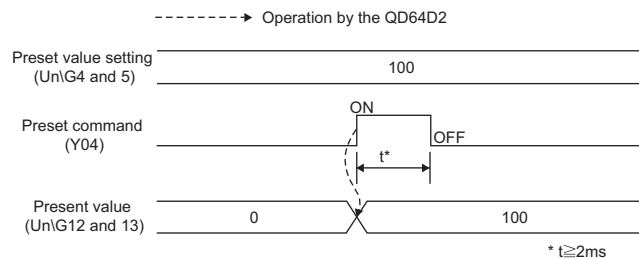 Operation by the QD64D2
Preset value setting
(Un\G4 and 5)
100
ON
Preset command
(Y04)
OFF
t*
Present value
(Un\G12 and 13)
0
100
* t≧2ms